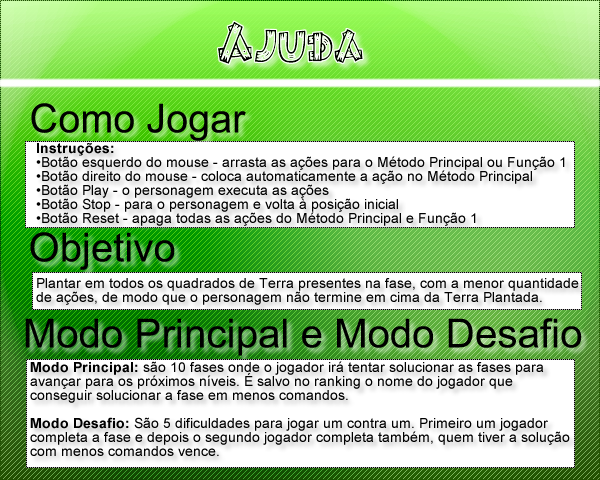 Ajuda
Como Jogar
Instruções:
•Botão esquerdo do mouse - arrasta as ações para o Método Principal ou Função 1
•Botão direito do mouse - coloca automaticamente a ação no Método Principal
•Botão Play - o personagem executa as ações
•Botão Stop - para o personagem e volta à posição inicial
•Botão Reset - apaga todas as ações do Método Principal e Função 1
Objetivo
Plantar em todos os quadrados de Terra presentes na fase, com a menor quantidade
de ações, de modo que o personagem não termine em cima da Terra Plantada.
Modo Principal e Modo Desafio
Modo Principal: são 10 fases onde o jogador irá tentar solucionar as fases para
avançar para os próximos níveis. É salvo no ranking o nome do jogador que
conseguir solucionar a fase em menos comandos.
Modo Desafio: São 5 dificuldades para jogar um contra um. Primeiro um jogador
completa a fase e depois o segundo jogador completa também, quem tiver a solução
com menos comandos vence.